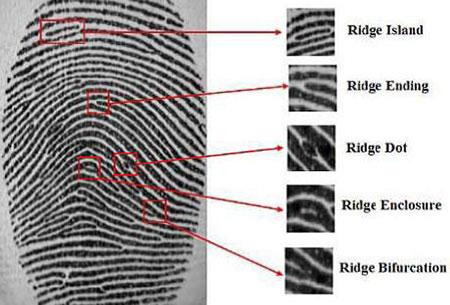 Ridge Island
Ridge Ending
Ridge Dot
Ridge Enclosure
Ridge Bifurcation